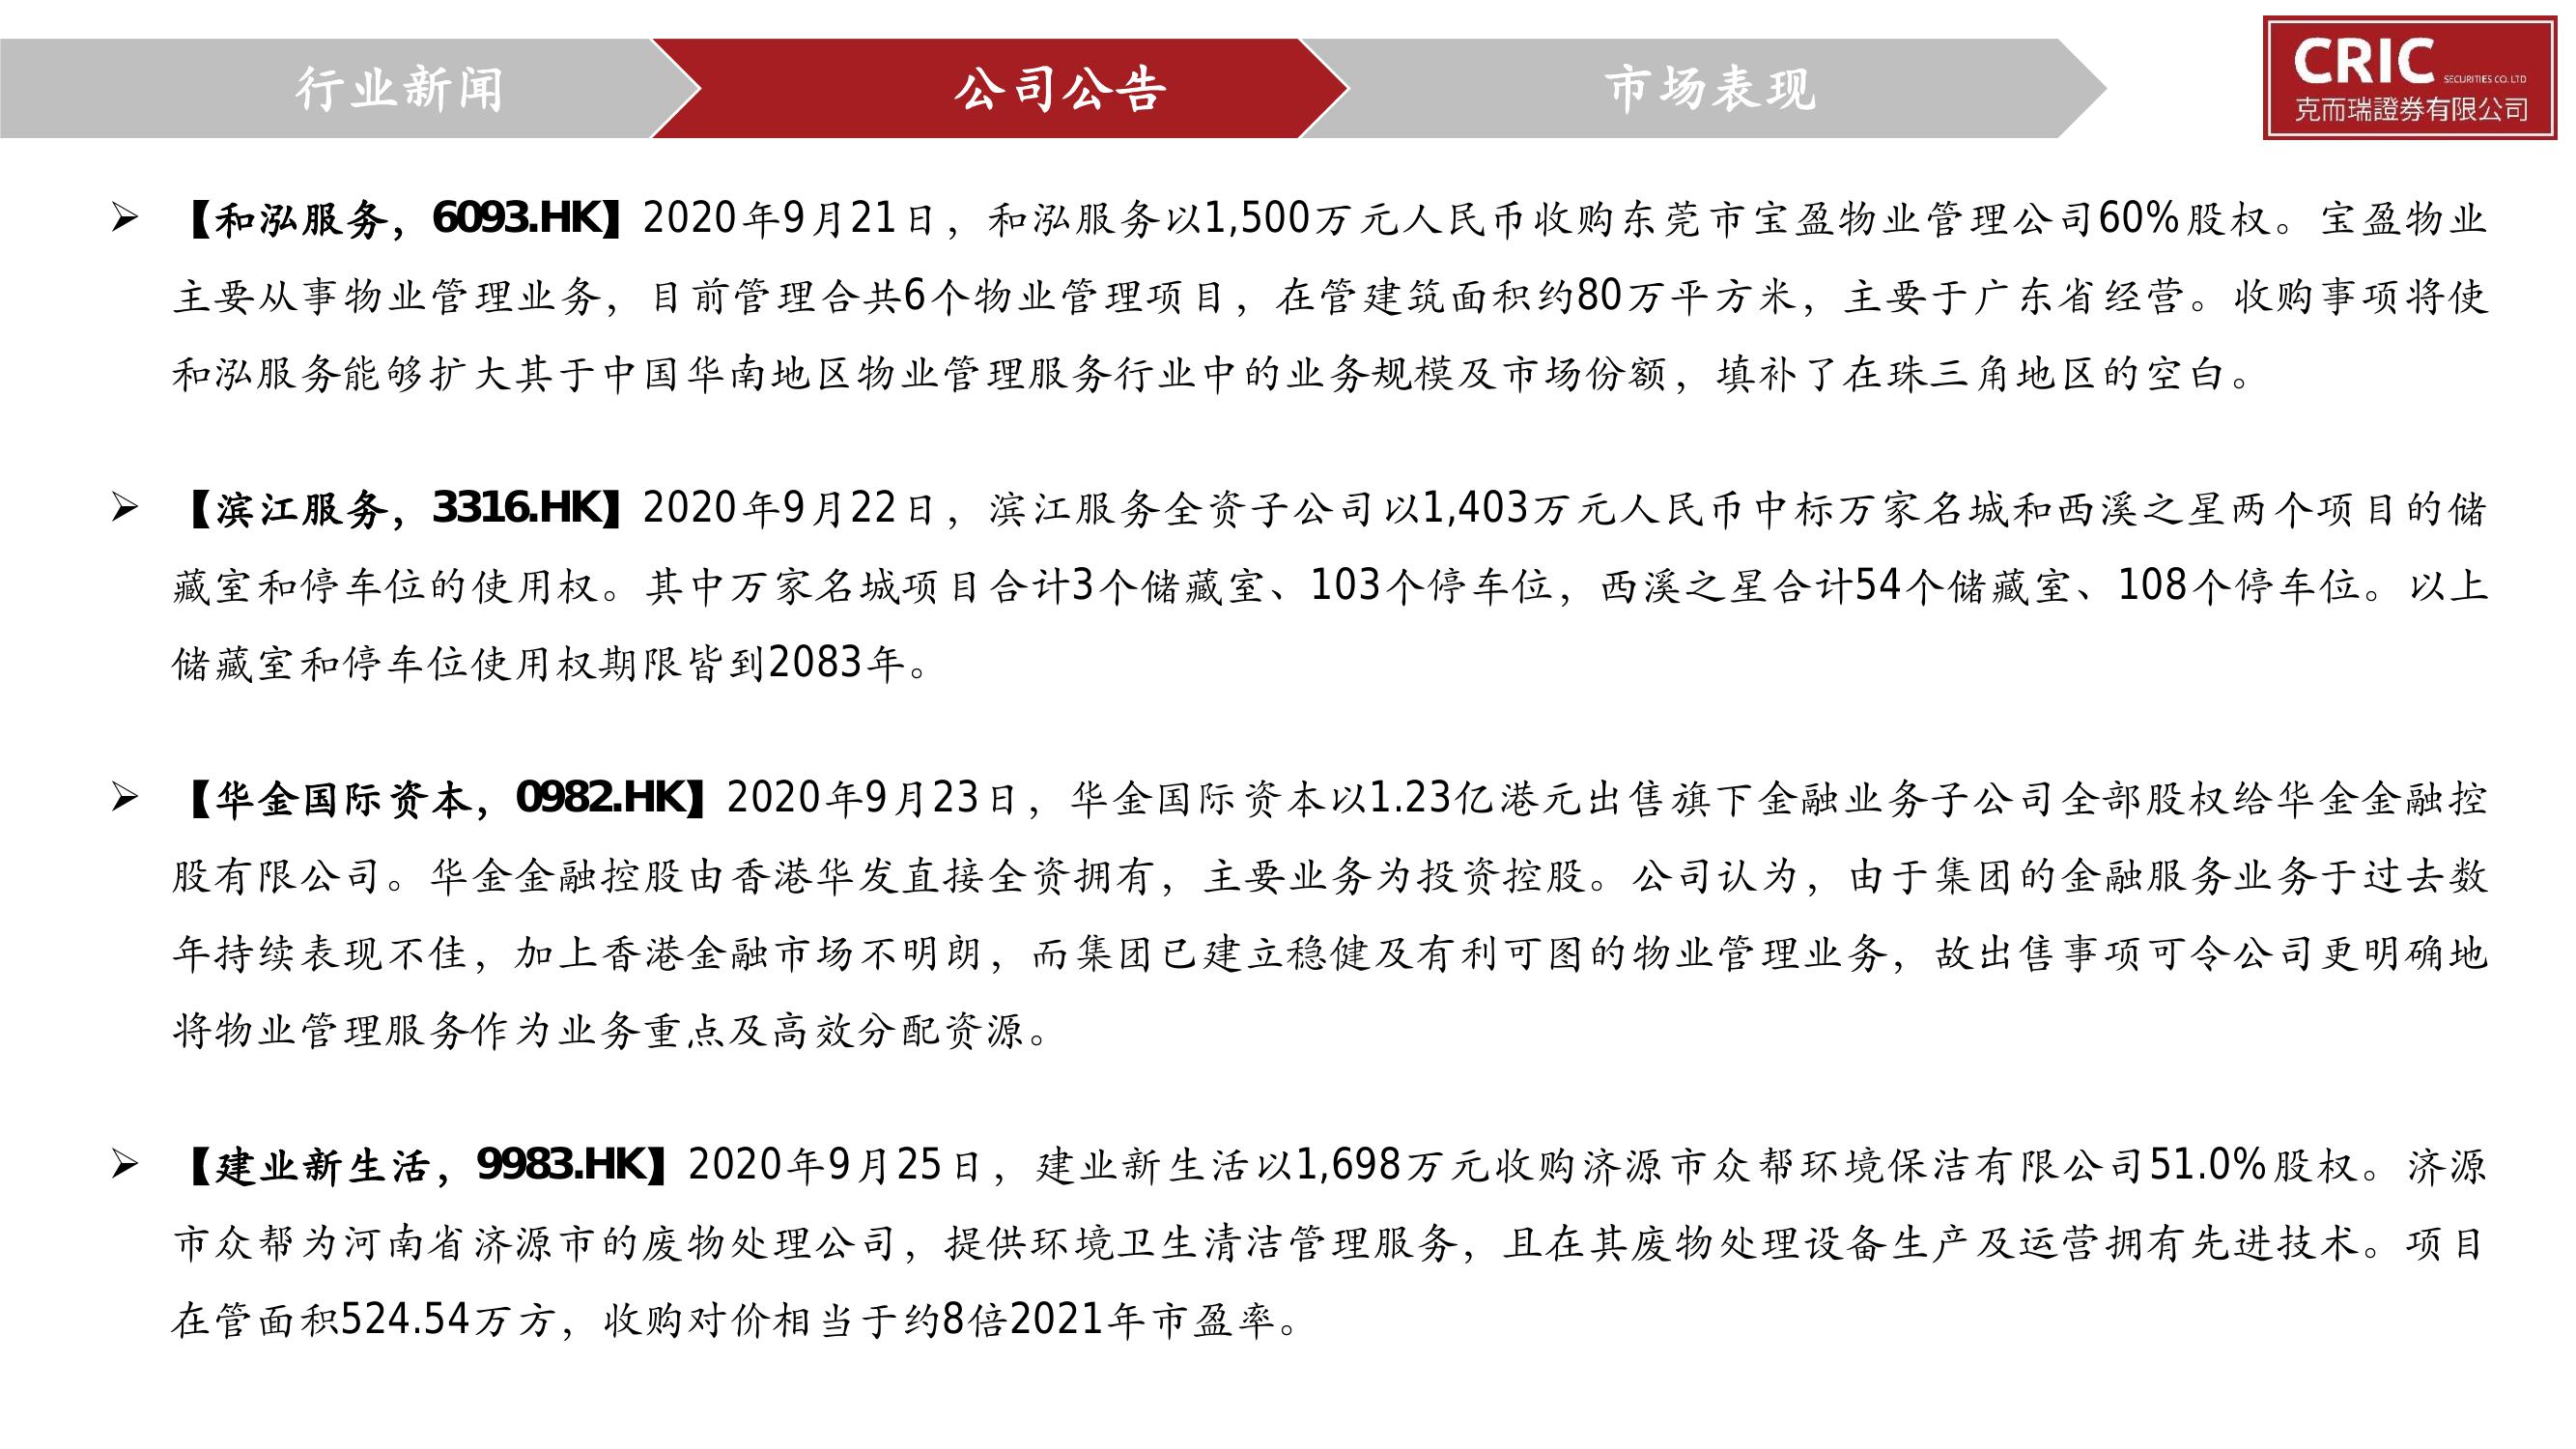 行业新闻
公司公告
市场表现
CRIC SECURITIES CO. LTD
克而瑞證券有限公司
【和泓服务，6093.HK】2020年9月21日，和泓服务以1,500万元人民币收购东莞市宝盈物业管理公司60%股权。宝盈物业
主要从事物业管理业务，目前管理合共6个物业管理项目，在管建筑面积约80万平方米，主要于广东省经营。收购事项将使
和泓服务能够扩大其于中国华南地区物业管理服务行业中的业务规模及市场份额，填补了在珠三角地区的空白。
【滨江服务，3316.HK】2020年9月22日，滨江服务全资子公司以1,403万元人民币中标万家名城和西溪之星两个项目的储
藏室和停车位的使用权。其中万家名城项目合计3个储藏室、103个停车位，西溪之星合计54个储藏室、108个停车位。以上
储藏室和停车位使用权期限皆到2083年。
【华金国际资本，0982.HK】2020年9月23日，华金国际资本以1.23亿港元出售旗下金融业务子公司全部股权给华金金融控
股有限公司。华金金融控股由香港华发直接全资拥有，主要业务为投资控股。公司认为，由于集团的金融服务业务于过去数
年持续表现不佳，加上香港金融市场不明朗，而集团已建立稳健及有利可图的物业管理业务，故出售事项可令公司更明确地
将物业管理服务作为业务重点及高效分配资源。
【建业新生活，9983.HK】2020年9月25日，建业新生活以1,698万元收购济源市众帮环境保洁有限公司51.0%股权。济源
市众帮为河南省济源市的废物处理公司，提供环境卫生清洁管理服务，且在其废物处理设备生产及运营拥有先进技术。项目
在管面积524.54万方，收购对价相当于约8倍2021年市盈率。